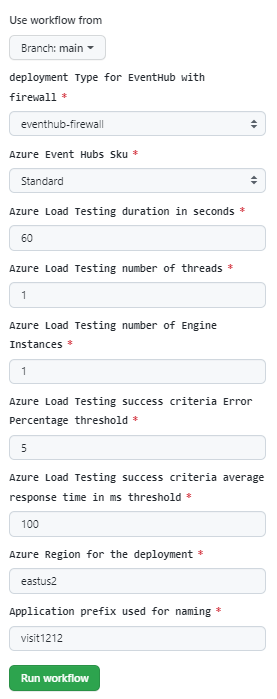 Use workflow from
Branch: main
deployment Type for EventHub with
firewall *
eventhub-firewall
Azure Event Hubs Sku *
Standard
Azure Load Testing duration in seconds *
60
Azure Load Testing number of threads *
1
Azure Load Testing number of Engine
Instances *
1
Azure Load Testing success criteria Error
Percentage threshold *
5
Azure Load Testing success criteria average
response time in ms threshold *
100
Azure Region for the deployment *
eastus2
Application prefix used for naming *
visit1212
Run workflow